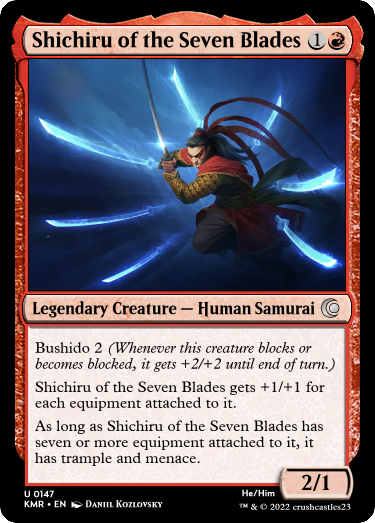 Shichiru of the Seven Blades 1
Legendary Creature — Human Samurai
Bushido 2 (Whenever this creature blocks or
becomes blocked, it gets +2/+2 until end of turn.)
Shichiru of the Seven Blades gets +1/+1 for
each equipment attached to it.
As long as Shichiru of the Seven Blades has
seven or more equipment attached to it, it
has trample and menace.
2/1
U 0147
He/Him
KMR • EN Daniil Kozlovsky
™ & © 2022 crushcastles23